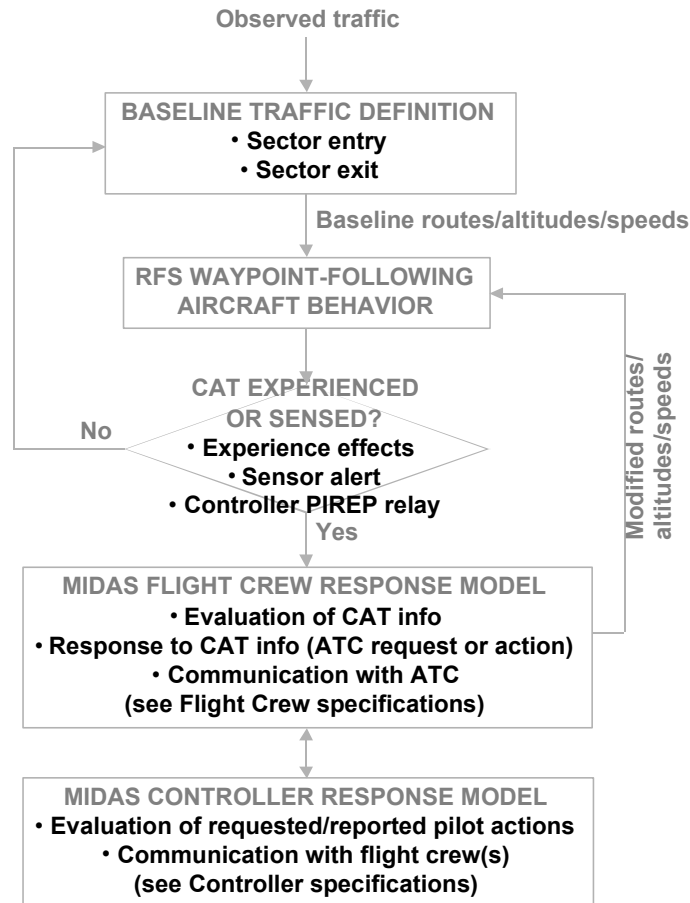 Observed traffic
BASELINE TRAFFIC DEFINITION
• Sector entry
• Sector exit
Baseline routes/altitudes/speeds
RFS WAYPOINT-FOLLOWING
AIRCRAFT BEHAVIOR
CAT EXPERIENCED
OR SENSED?
• Experience effects
• Sensor alert
• Controller PIREP relay
No
Yes
Modified routes/
altitudes/speeds
MIDAS FLIGHT CREW RESPONSE MODEL
• Evaluation of CAT info
• Response to CAT info (ATC request or action)
• Communication with ATC
(see Flight Crew specifications)
MIDAS CONTROLLER RESPONSE MODEL
• Evaluation of requested/reported pilot actions
• Communication with flight crew(s)
(see Controller specifications)